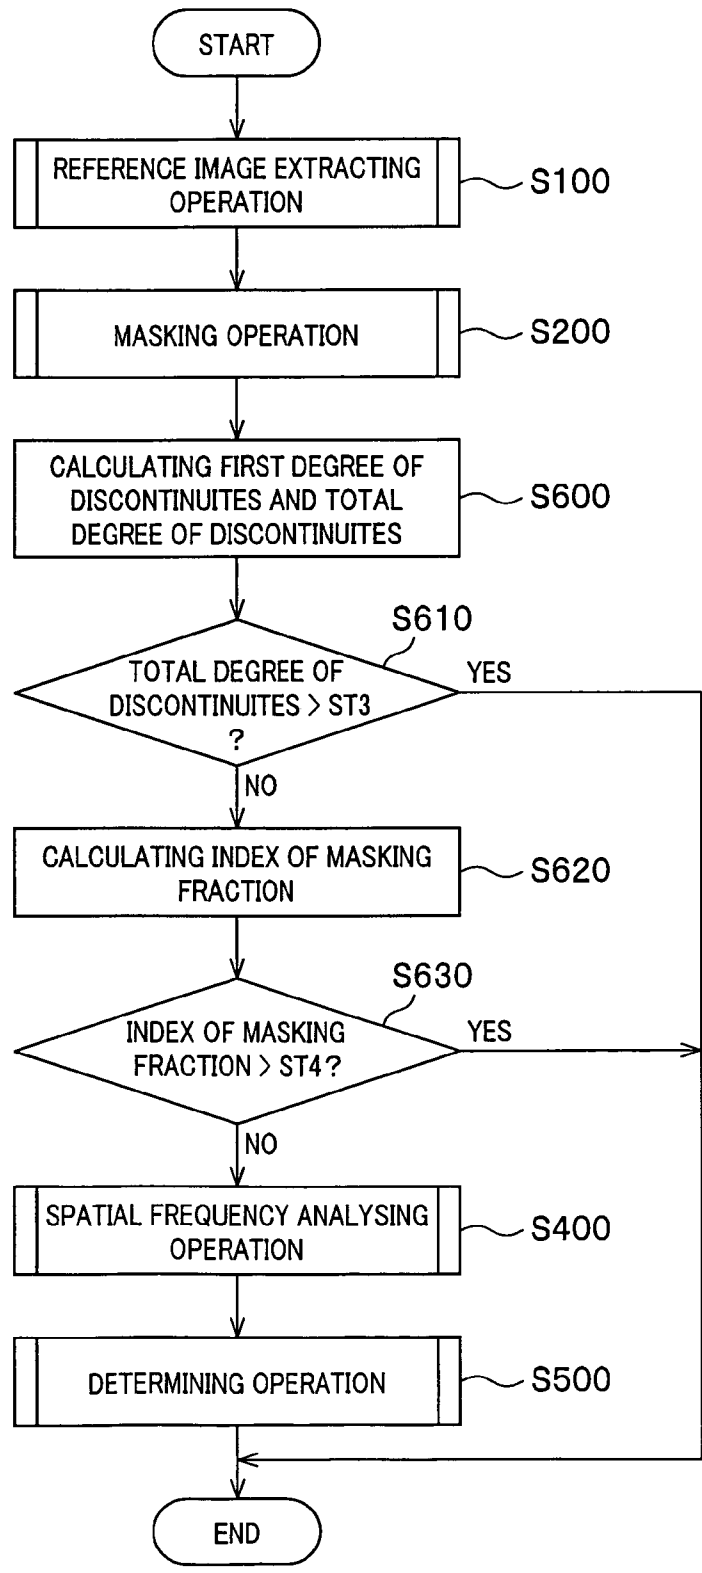 START
REFERENCE IMAGE EXTRACTING
OPERATION
S100
MASKING OPERATION
S200
CALCULATING FIRST DEGREE OF
DISCONTINUITES AND TOTAL
DEGREE OF DISCONTINUITES
S600
S610
TOTAL DEGREE OF
DISCONTINUITES > ST3
?
YES
NO
CALCULATING INDEX OF MASKING
FRACTION
S620
S630
INDEX OF MASKING
FRACTION > ST4?
YES
NO
SPATIAL FREQUENCY ANALYSING
OPERATION
S400
DETERMINING OPERATION
S500
END